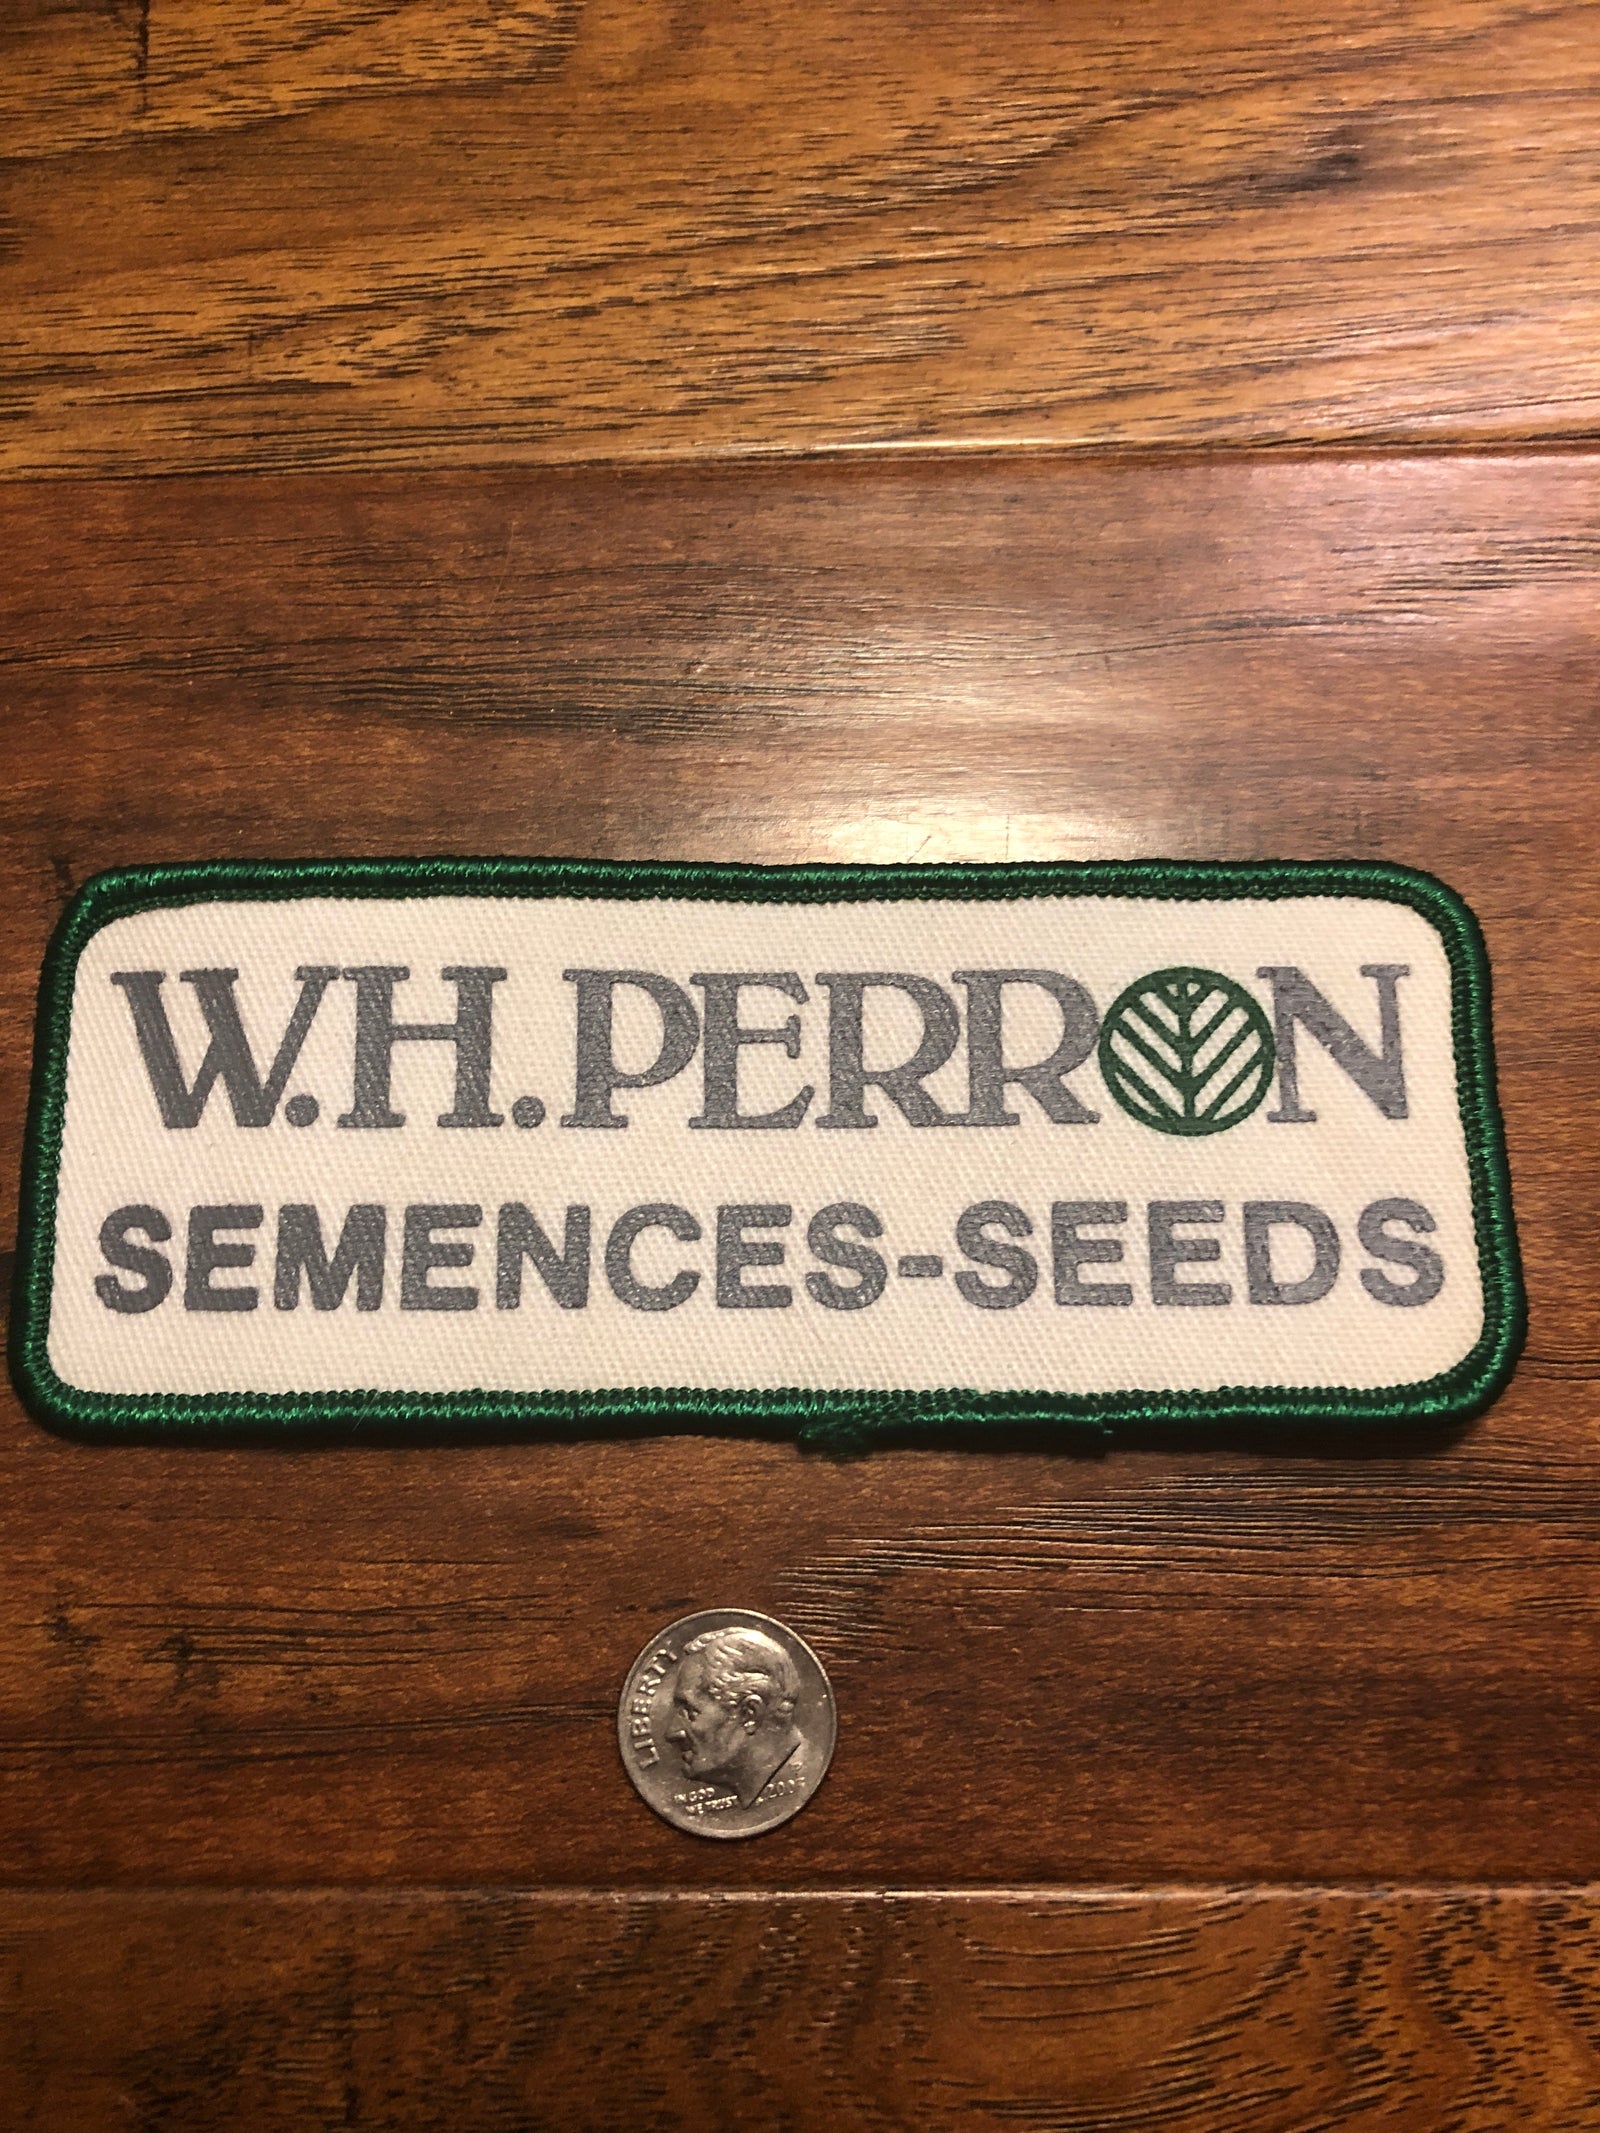 W.H. PERRON
SEMENCES-SEEDS
LIBERTY
IN GOD
WE TRUST